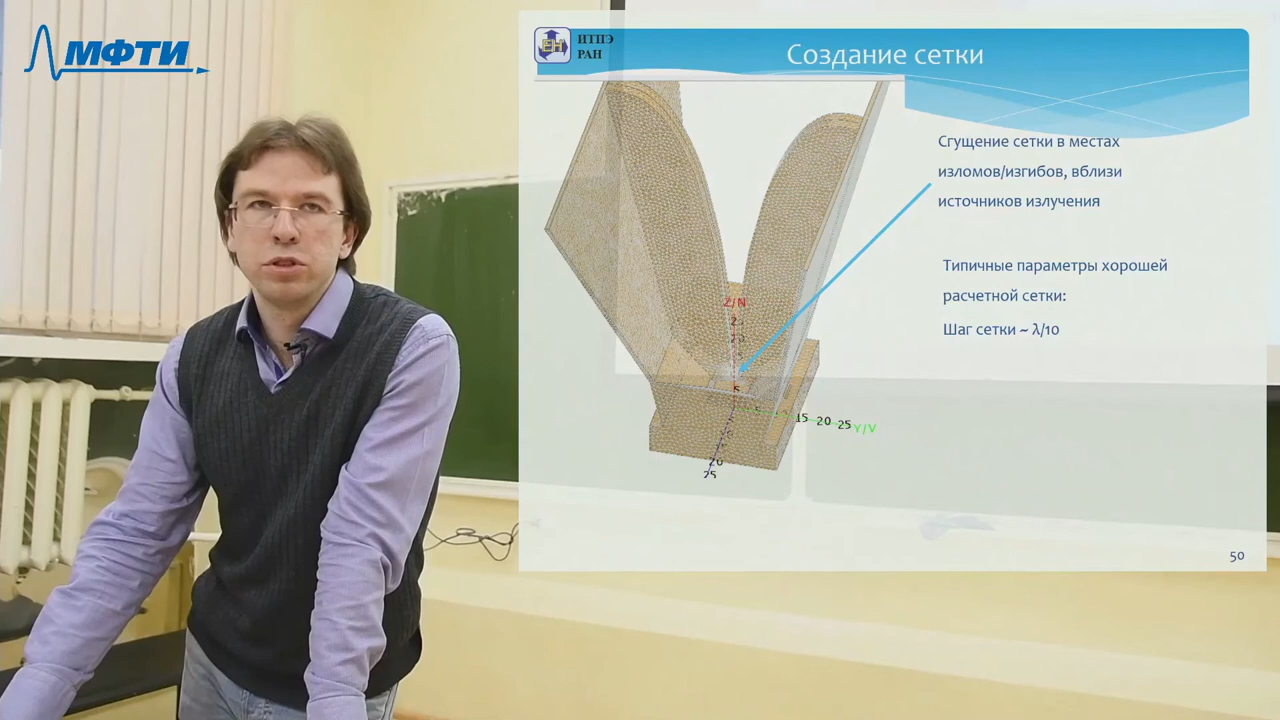 МФТИ
ЕН
ИТПЭ
РАН
Создание сетки
Сгущение сетки в местах
изломов/изгибов, вблизи
источников излучения
Типичные параметры хорошей
расчетной сетки:
Шаг сетки ~ λ/10
Z/N
15 20 25 Y/V
20
25
50